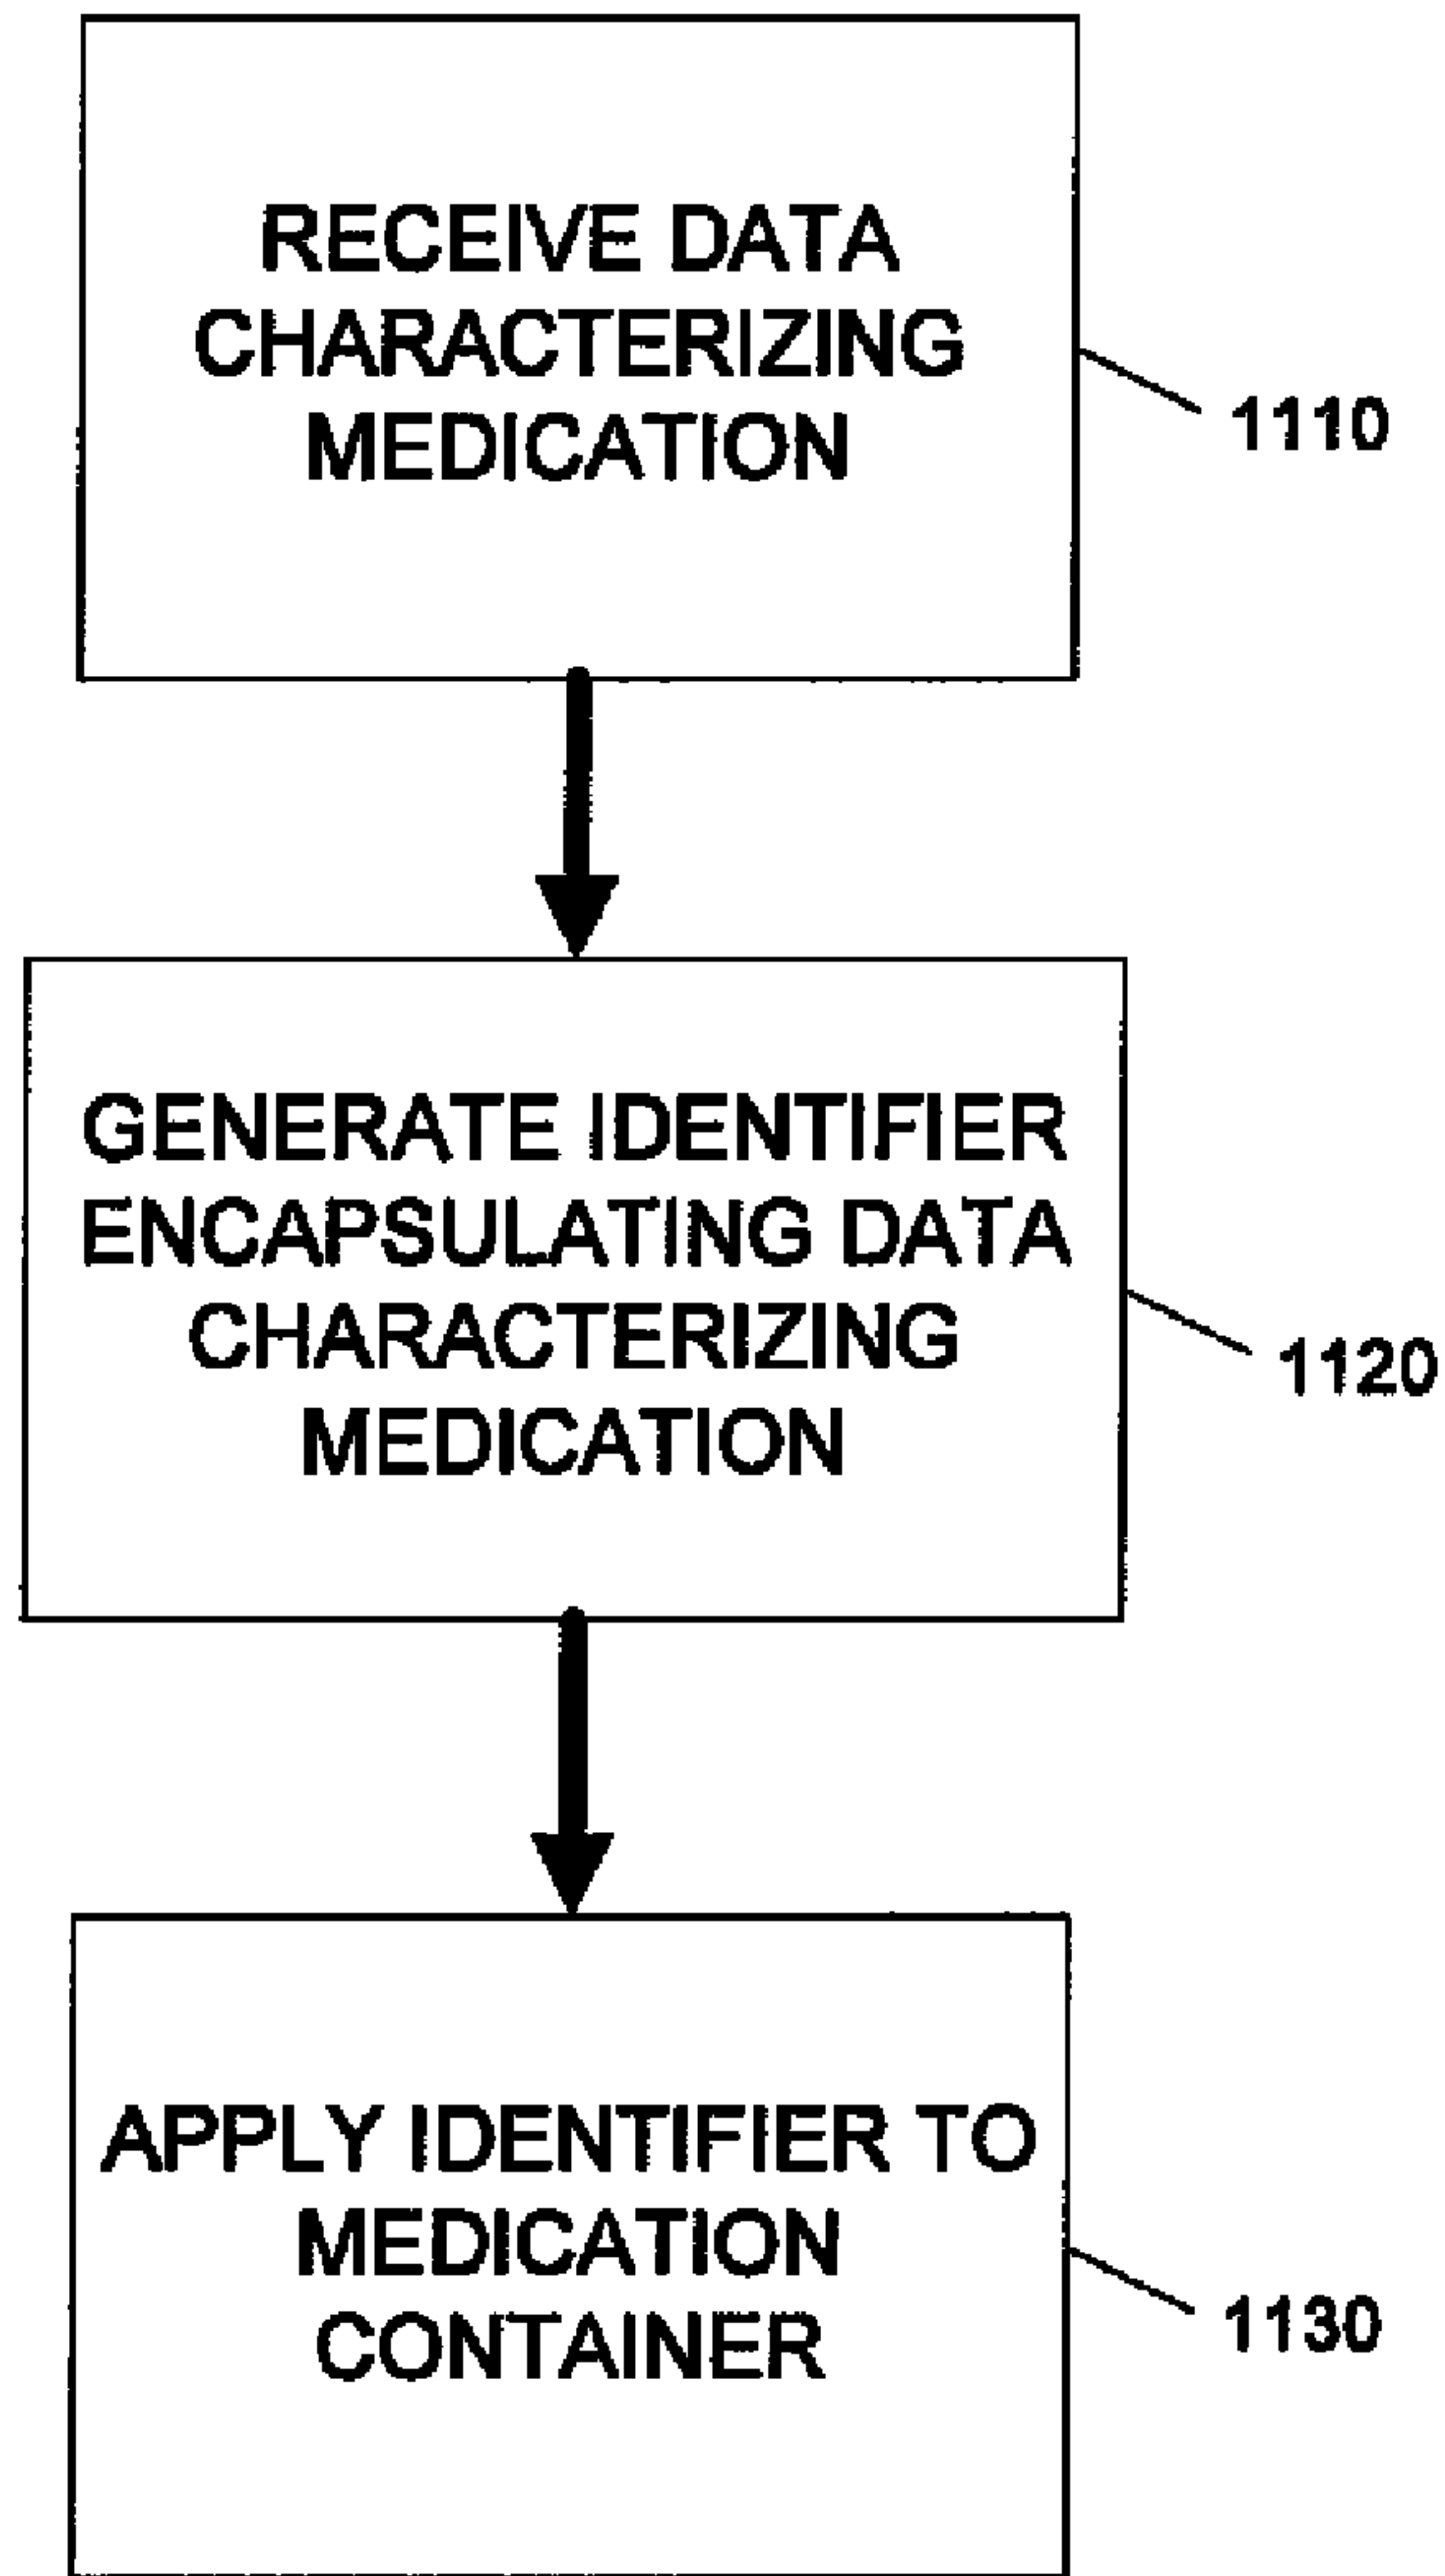 RECEIVE DATA
CHARACTERIZING
MEDICATION
1110
GENERATE IDENTIFIER
ENCAPSULATING DATA
CHARACTERIZING
MEDICATION
1120
APPLY IDENTIFIER TO
MEDICATION
CONTAINER
1130